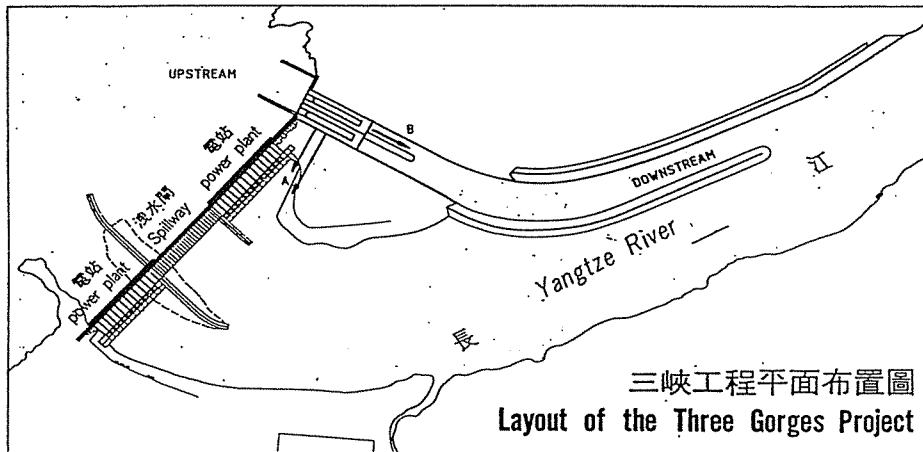 UPSTREAM
電站
power plant
洩水閘
Spillway
電站
power plant
A
B
DOWNSTREAM
長
江
Yangtze River
三峽工程平面布置圖
Layout of the Three Gorges Project